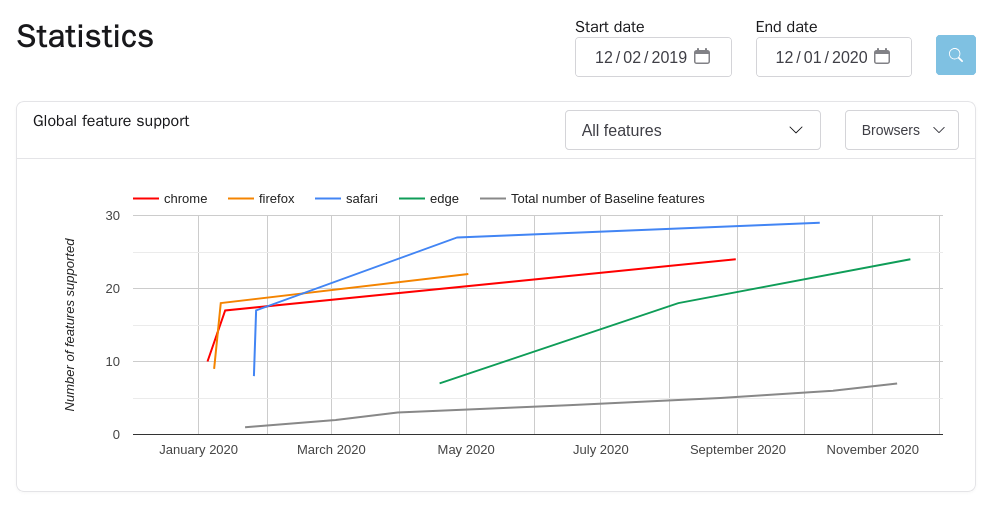 Statistics
Start date
End date
12/02/2019
12/01/2020
Global feature support
All features
Browsers
chrome
firefox
safari
edge
Total number of Baseline features
Number of features supported
30
20
10
0
January 2020
March 2020
May 2020
July 2020
September 2020
November 2020